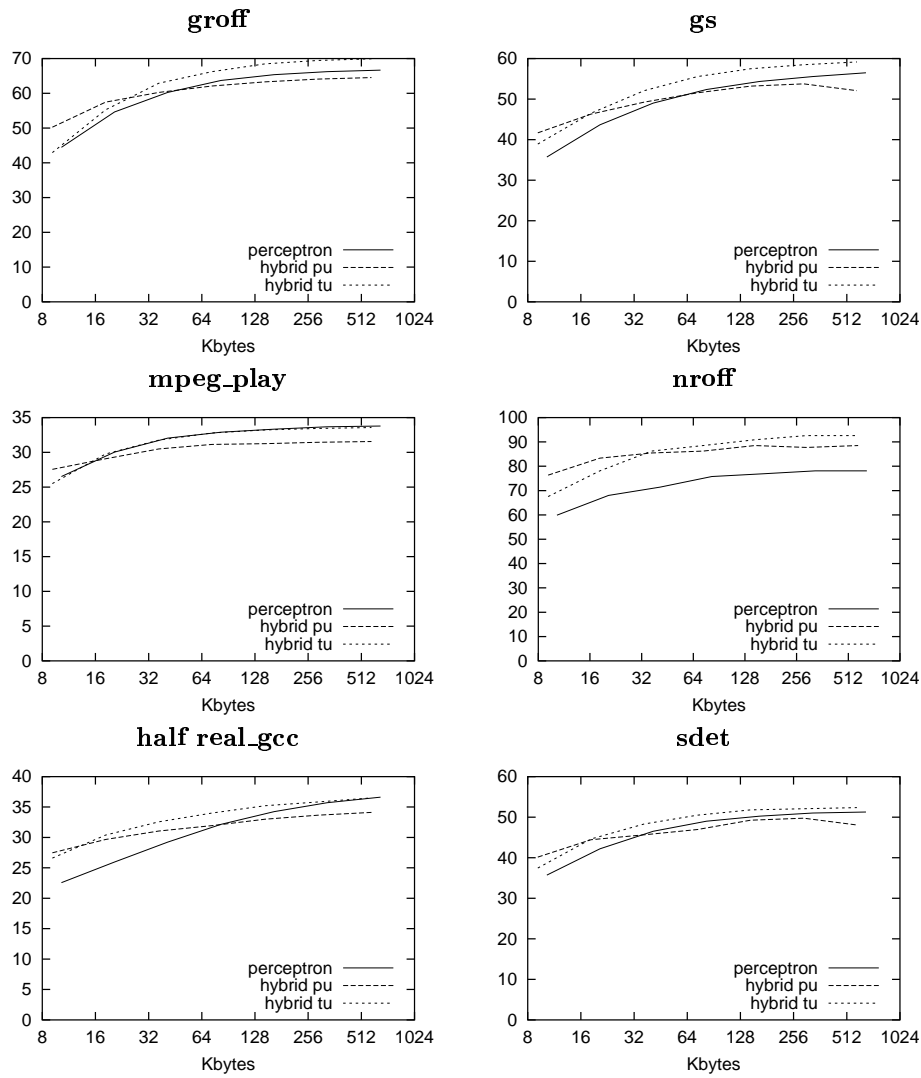 groff
70
60
50
40
30
20
10
0
perceptron
hybrid pu
hybrid tu
8 16 32 64 128 256 512 1024
Kbytes
gs
60
50
40
30
20
10
0
perceptron
hybrid pu
hybrid tu
8 16 32 64 128 256 512 1024
Kbytes
mpeg_play
35
30
25
20
15
10
5
0
perceptron
hybrid pu
hybrid tu
8 16 32 64 128 256 512 1024
Kbytes
nroff
100
90
80
70
60
50
40
30
20
10
0
perceptron
hybrid pu
hybrid tu
8 16 32 64 128 256 512 1024
Kbytes
half real_gcc
40
35
30
25
20
15
10
5
0
perceptron
hybrid pu
hybrid tu
8 16 32 64 128 256 512 1024
Kbytes
sdet
60
50
40
30
20
10
0
perceptron
hybrid pu
hybrid tu
8 16 32 64 128 256 512 1024
Kbytes